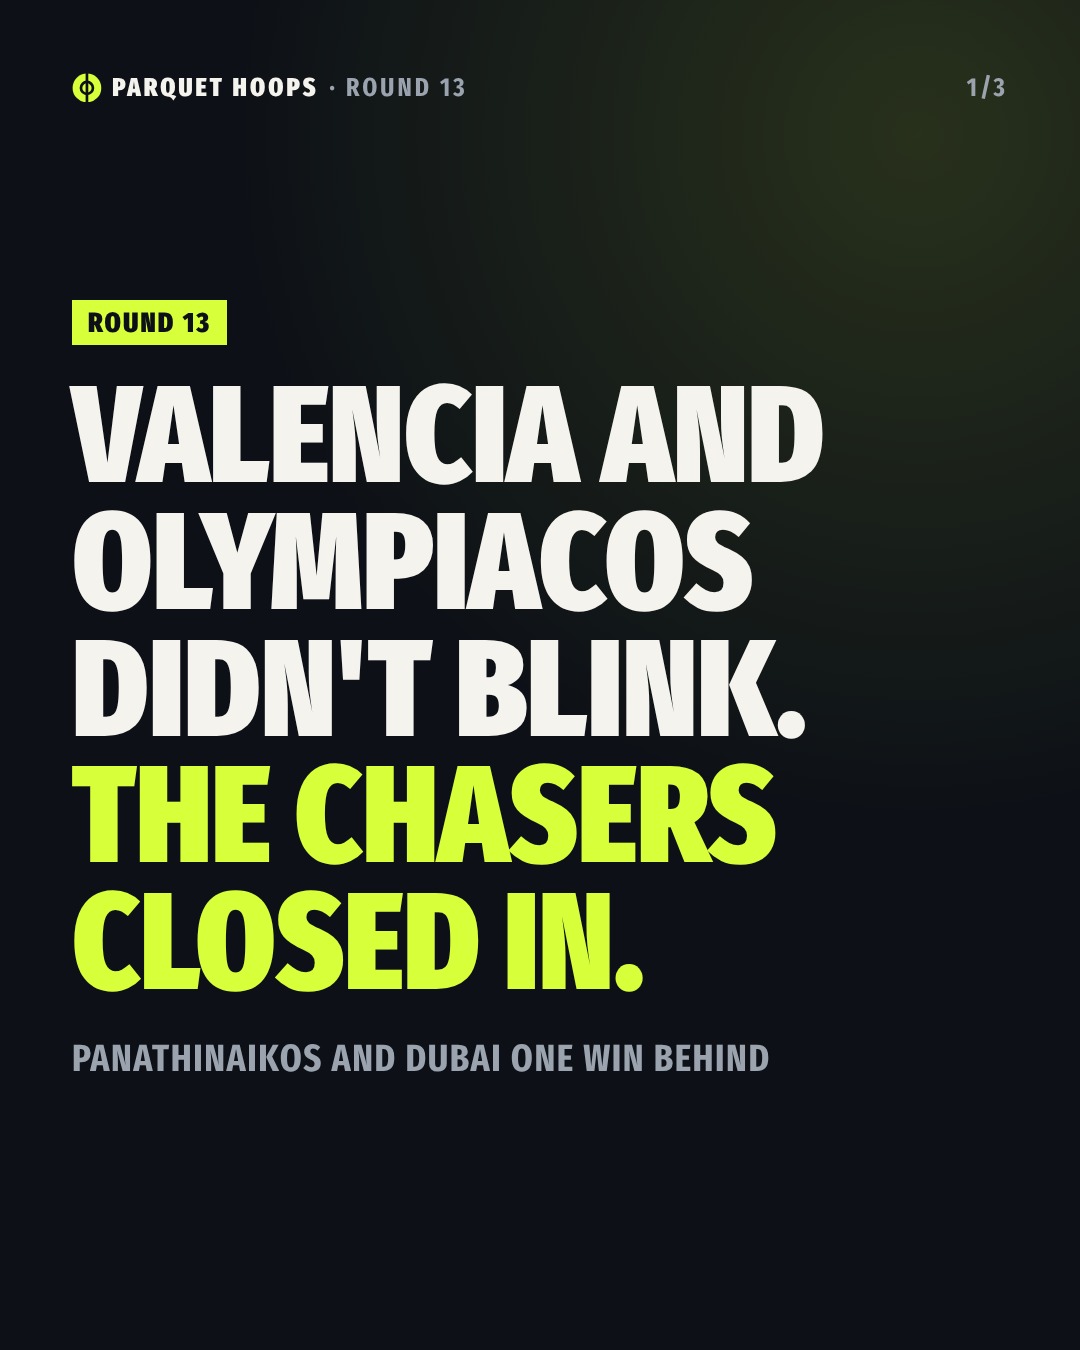 PARQUET HOOPS · ROUND 13
1/3
ROUND 13
VALENCIA AND
OLYMPIACOS
DIDN'T BLINK.
THE CHASERS
CLOSED IN.
PANATHINAIKOS AND DUBAI ONE WIN BEHIND